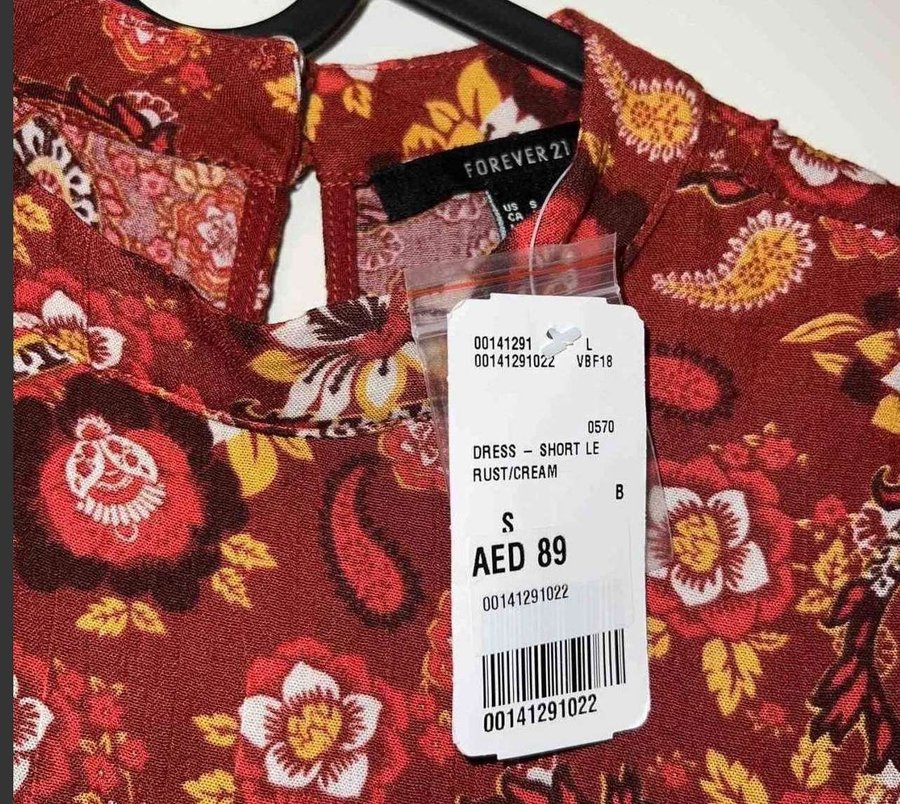 FOREVER 21
US S
CA
00141291 L
00141291022 VBF18
0570
DRESS - SHORT LE
RUST/CREAM
B
S
AED 89
00141291022
00141291022